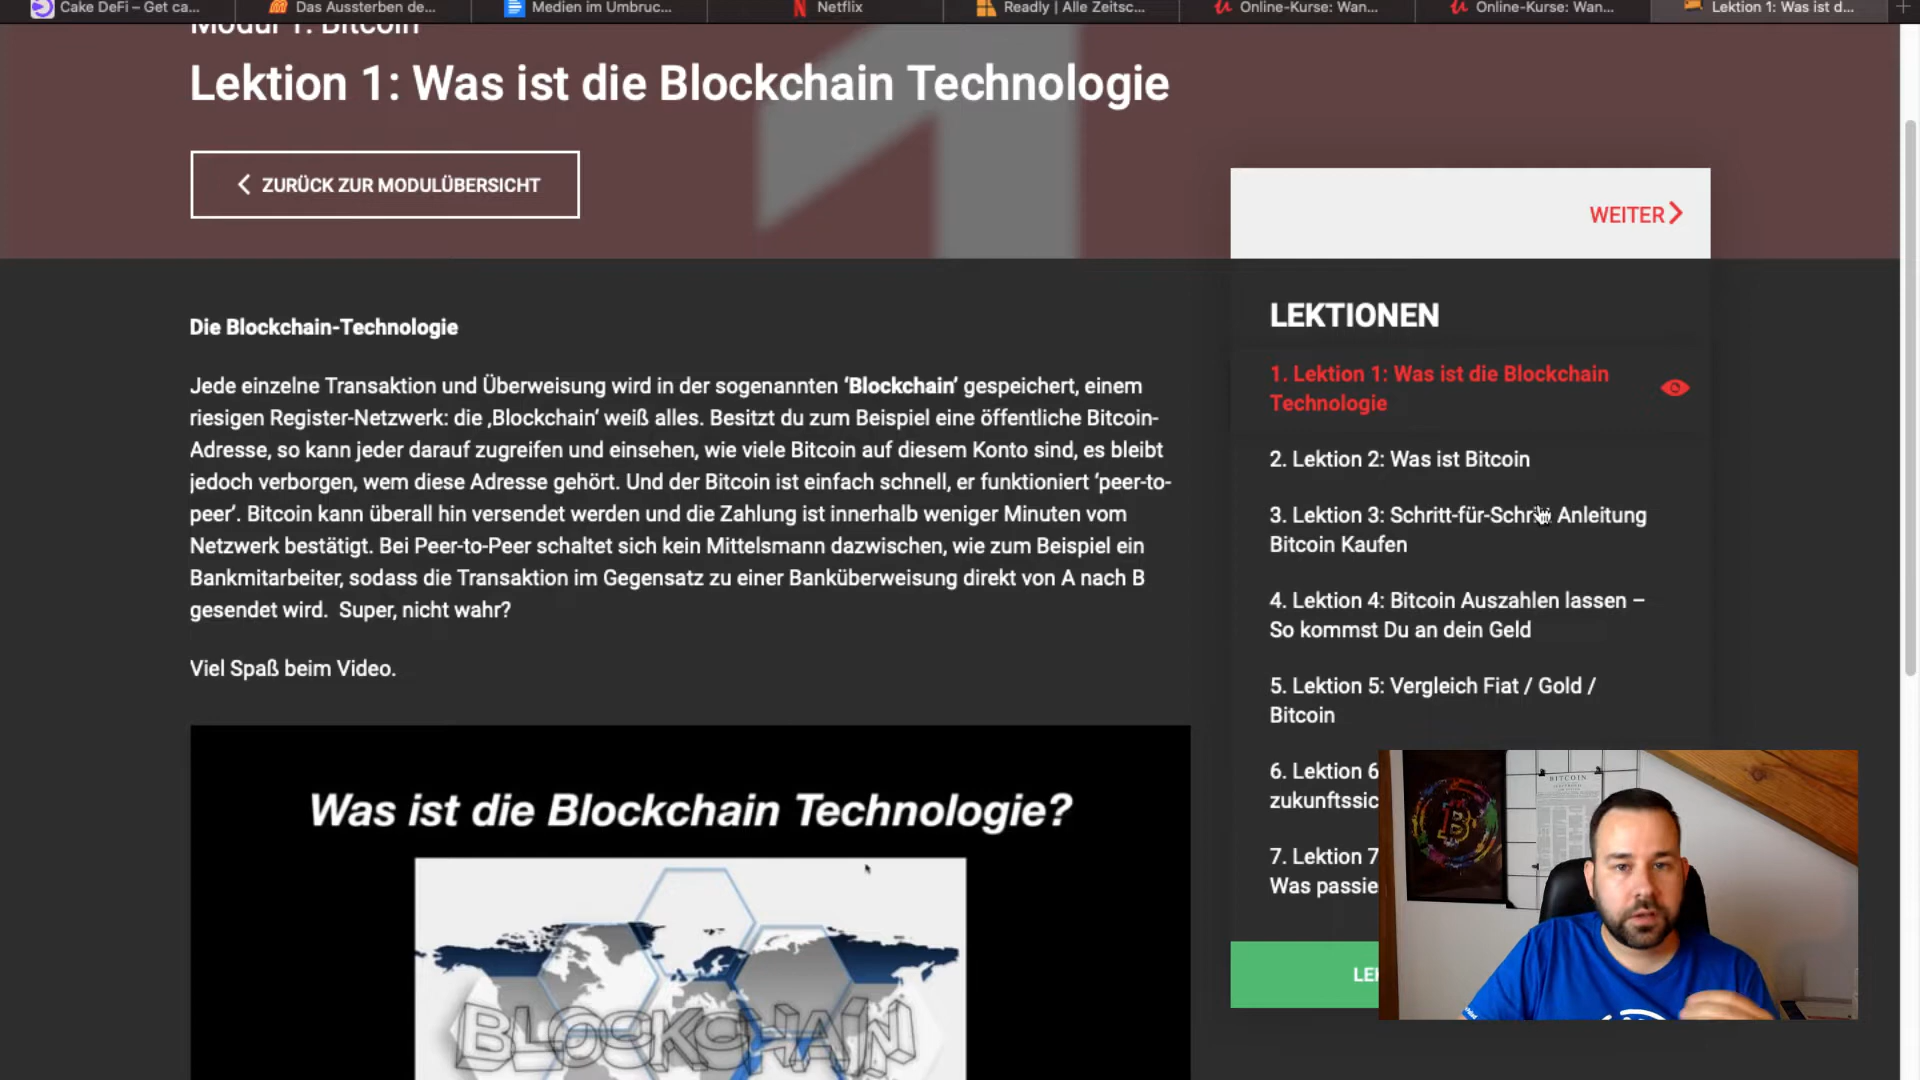 Cake DeFi – Get ca...
Das Aussterben de...
Medien im Umbruc...
Netflix
Readly | Alle Zeitsc...
Online-Kurse: Wan...
Online-Kurse: Wan...
Lektion 1: Was ist d...
Modul 1: Bitcoin
Lektion 1: Was ist die Blockchain Technologie
ZURÜCK ZUR MODULÜBERSICHT
WEITER
Die Blockchain-Technologie
Jede einzelne Transaktion und Überweisung wird in der sogenannten ‘Blockchain’ gespeichert, einem
riesigen Register-Netzwerk: die ‚Blockchain‘ weiß alles. Besitzt du zum Beispiel eine öffentliche Bitcoin-
Adresse, so kann jeder darauf zugreifen und einsehen, wie viele Bitcoin auf diesem Konto sind, es bleibt
jedoch verborgen, wem diese Adresse gehört. Und der Bitcoin ist einfach schnell, er funktioniert ‘peer-to-
peer’. Bitcoin kann überall hin versendet werden und die Zahlung ist innerhalb weniger Minuten vom
Netzwerk bestätigt. Bei Peer-to-Peer schaltet sich kein Mittelsmann dazwischen, wie zum Beispiel ein
Bankmitarbeiter, sodass die Transaktion im Gegensatz zu einer Banküberweisung direkt von A nach B
gesendet wird. Super, nicht wahr?
Viel Spaß beim Video.
Was ist die Blockchain Technologie?
BLOCKCHAIN
LEKTIONEN
1. Lektion 1: Was ist die Blockchain
Technologie
2. Lektion 2: Was ist Bitcoin
3. Lektion 3: Schritt-für-Schritt Anleitung
Bitcoin Kaufen
4. Lektion 4: Bitcoin Auszahlen lassen –
So kommst Du an dein Geld
5. Lektion 5: Vergleich Fiat / Gold /
Bitcoin
6. Lektion 6
zukunftssic
7. Lektion 7
Was passie
LE
BITCOIN